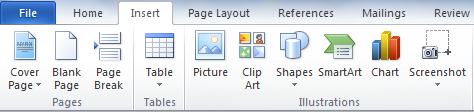 File Home Insert Page Layout References Mailings Review
Cover Page Blank Page Page Break Table Picture Clip Art Shapes SmartArt Chart Screenshot
Pages Tables Illustrations